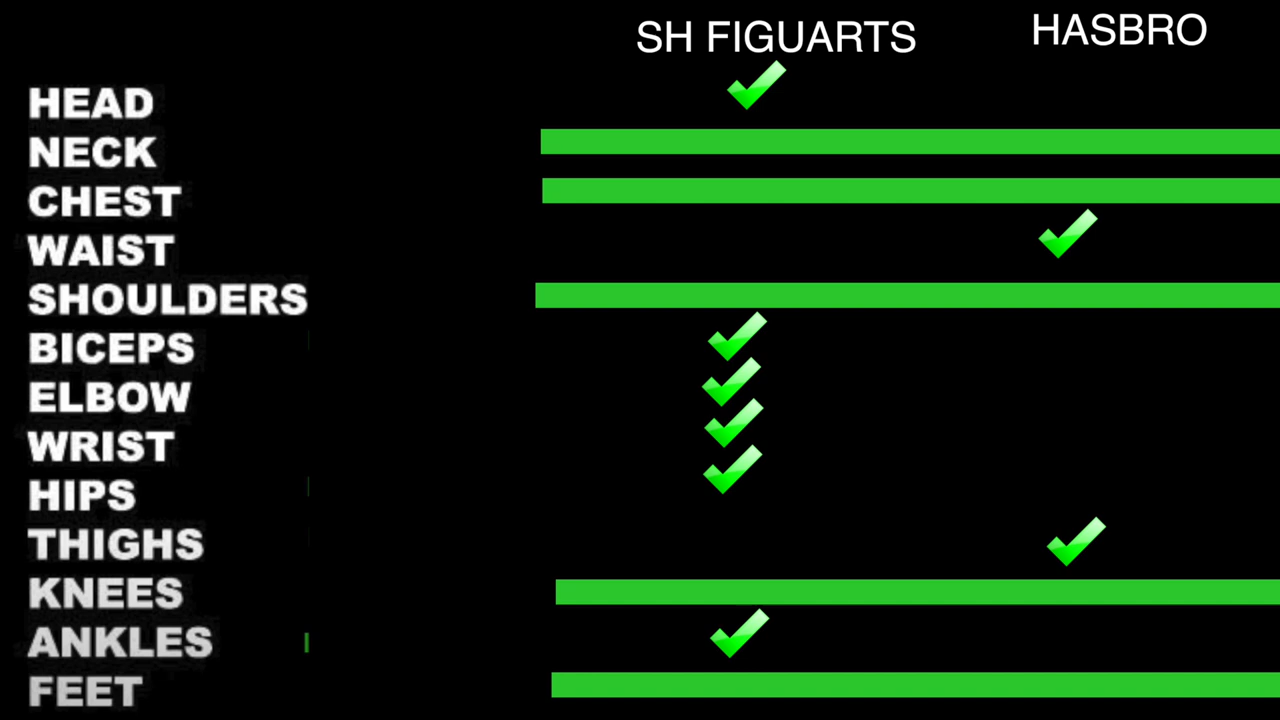 SH FIGUARTS HASBRO
HEAD
NECK
CHEST
WAIST
SHOULDERS
BICEPS
ELBOW
WRIST
HIPS
THIGHS
KNEES
ANKLES
FEET